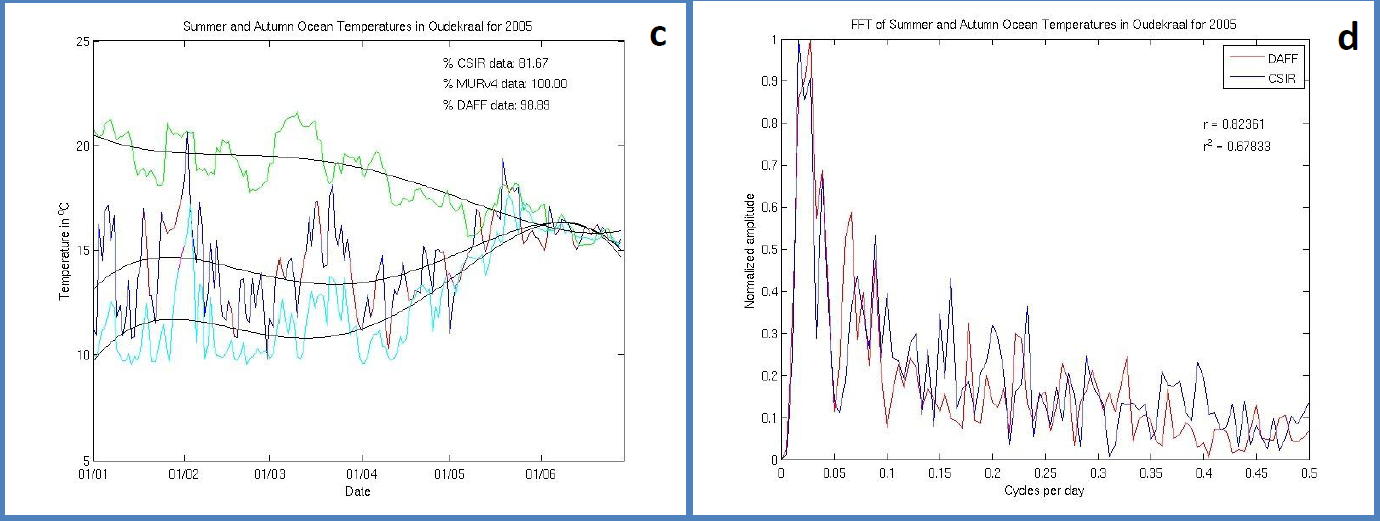 Summer and Autumn Ocean Temperatures in Oudekraal for 2005
c
25
20
15
10
5
Temperature in °C
% CSIR data: 81.67
% MURv4 data: 100.00
% DAFF data: 98.89
01/01 01/02 01/03 01/04 01/05 01/06
Date
FFT of Summer and Autumn Ocean Temperatures in Oudekraal for 2005
d
1
0.9
0.8
0.7
0.6
0.5
0.4
0.3
0.2
0.1
0
Normalized amplitude
DAFF
CSIR
r = 0.82361
r² = 0.67833
0 0.05 0.1 0.15 0.2 0.25 0.3 0.35 0.4 0.45 0.5
Cycles per day